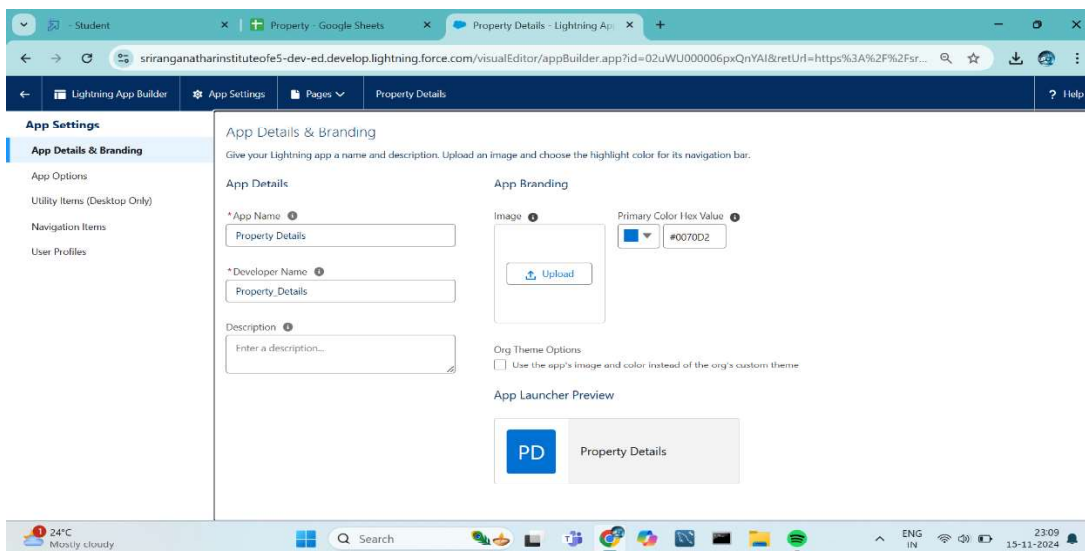 - Student
Property - Google Sheets
Property Details - Lightning Ap
sriranganatharinstituteofe5-dev-ed.develop.lightning.force.com/visualEditor/appBuilder.app?id=02uWU000006pxQnYAI&retUrl=https%3A%2F%2Fsr...
Lightning App Builder
App Settings
Pages
Property Details
? Help
App Settings
App Details & Branding
App Options
Utility Items (Desktop Only)
Navigation Items
User Profiles
App Details & Branding
Give your Lightning app a name and description. Upload an image and choose the highlight color for its navigation bar.
App Details
*App Name
Property Details
*Developer Name
Property_Details
Description
Enter a description...
App Branding
Image
Upload
Primary Color Hex Value
#0070D2
Org Theme Options
Use the app's image and color instead of the org's custom theme
App Launcher Preview
PD
Property Details
1
24°C
Mostly cloudy
Search
ENG
IN
23:09
15-11-2024